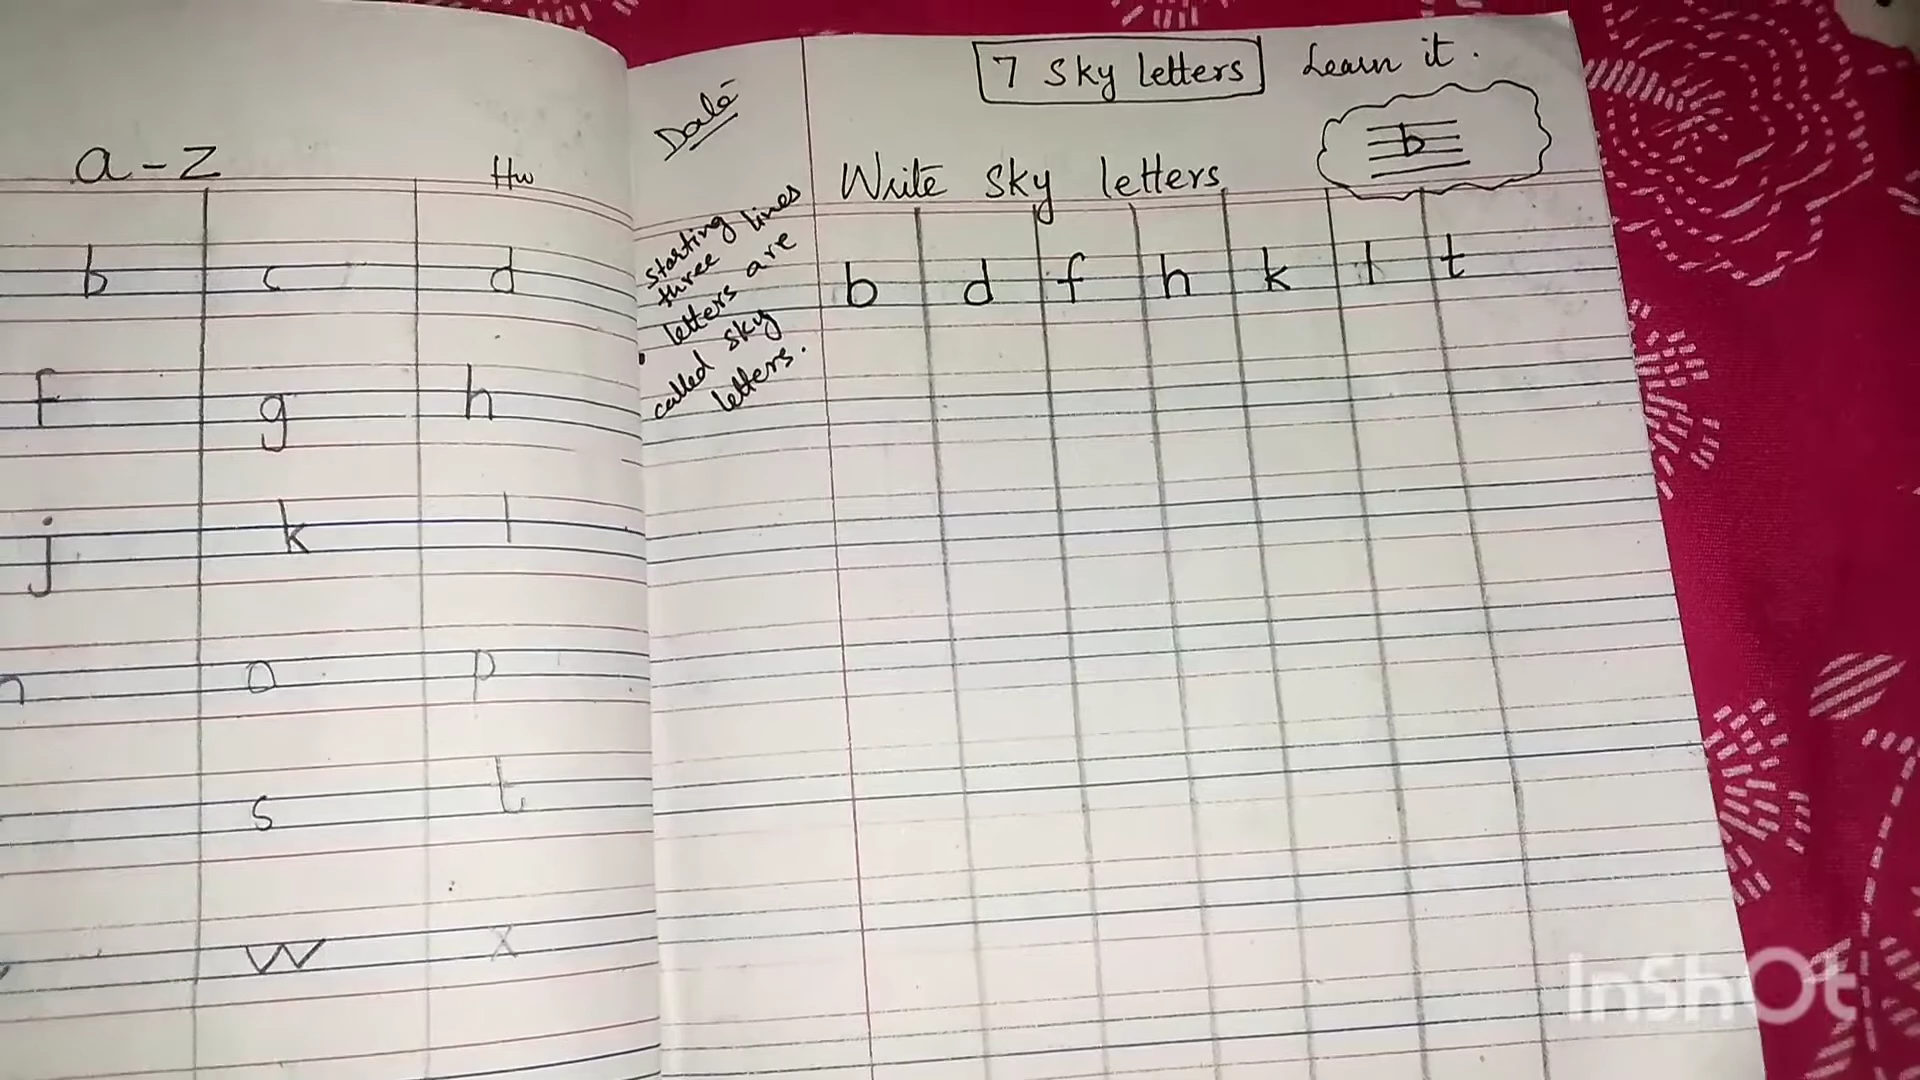 a-z
Hw
b c d
f g h
j k l
n o p
s t
w x
Date
starting lines
three
letters are
called sky
letters.
7 Sky letters Learn it.
b
Write sky letters
b d f h k l t
InShot